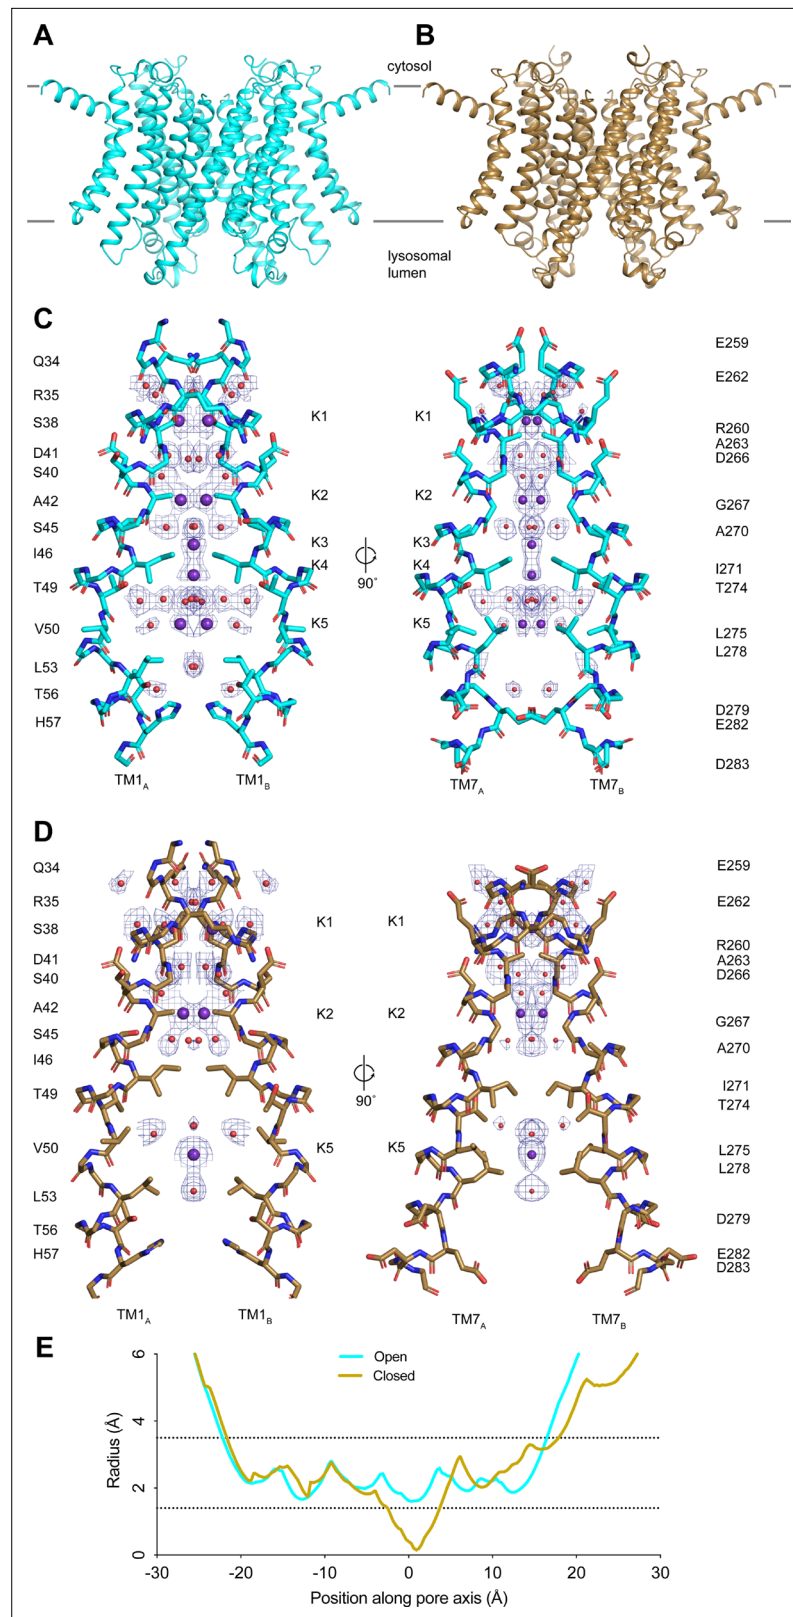 A
B
cytosol
lysosomal
lumen
C
Q34
R35
S38
D41
S40
A42
S45
I46
T49
V50
L53
T56
H57
K1
K2
K3
K4
K5
90°
K1
K2
K3
K4
K5
E259
E262
R260
A263
D266
G267
A270
I271
T274
L275
L278
D279
E282
D283
TM1A
TM1B
TM7A
TM7B
D
Q34
R35
S38
D41
S40
A42
S45
I46
T49
V50
L53
T56
H57
K1
K2
K5
90°
K1
K2
K5
E259
E262
R260
A263
D266
G267
A270
I271
T274
L275
L278
D279
E282
D283
TM1A
TM1B
TM7A
TM7B
E
Open
Closed
Radius (Å)
6
4
2
0
-30 -20 -10 0 10 20 30
Position along pore axis (Å)